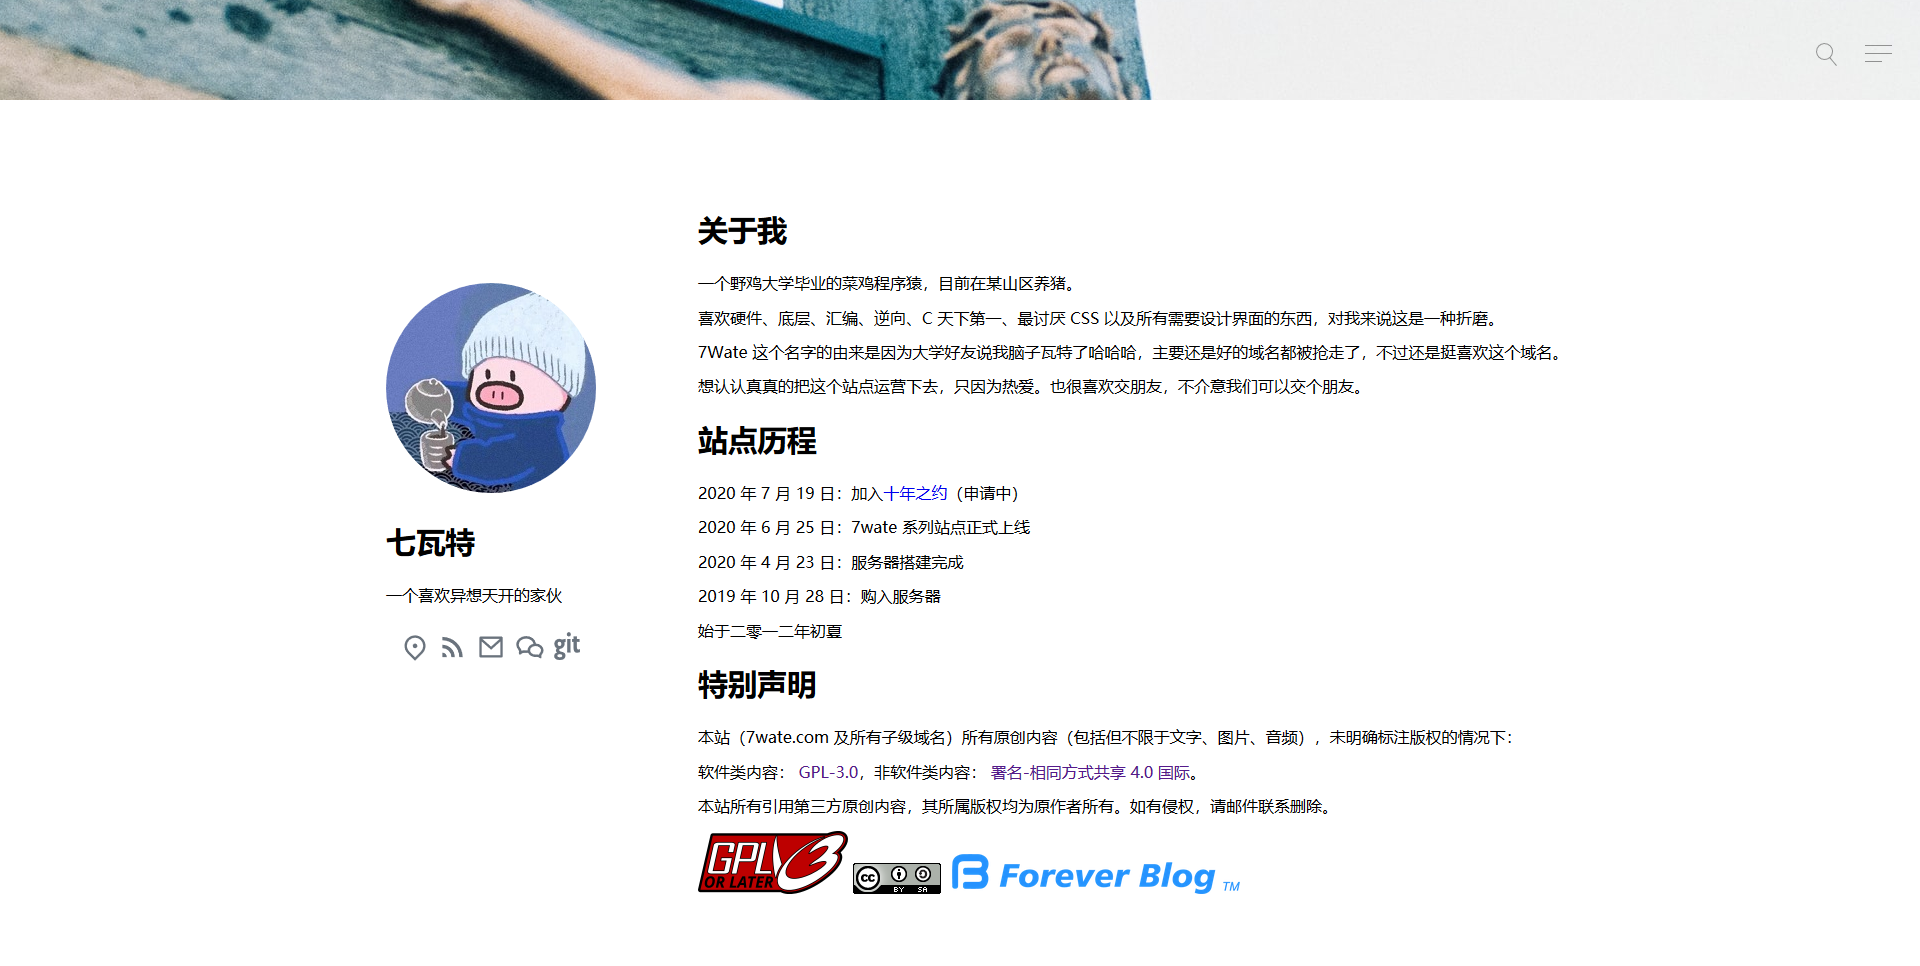 七瓦特
一个喜欢异想天开的家伙
git
关于我
一个野鸡大学毕业的菜鸡程序猿，目前在某山区养猪。
喜欢硬件、底层、汇编、逆向、C 天下第一、最讨厌 CSS 以及所有需要设计界面的东西，对我来说这是一种折磨。
7Wate 这个名字的由来是因为大学好友说我脑子瓦特了哈哈哈，主要还是好的域名都被抢走了，不过还是挺喜欢这个域名。
想认认真真的把这个站点运营下去，只因为热爱。也很喜欢交朋友，不介意我们可以交个朋友。
站点历程
2020 年 7 月 19 日：加入十年之约（申请中）
2020 年 6 月 25 日：7wate 系列站点正式上线
2020 年 4 月 23 日：服务器搭建完成
2019 年 10 月 28 日：购入服务器
始于二零一二年初夏
特别声明
本站（7wate.com 及所有子级域名）所有原创内容（包括但不限于文字、图片、音频），未明确标注版权的情况下：
软件类内容： GPL-3.0，非软件类内容： 署名-相同方式共享 4.0 国际。
本站所有引用第三方原创内容，其所属版权均为原作者所有。如有侵权，请邮件联系删除。
GPLv3
OR LATER
cc
BY SA
Forever Blog TM